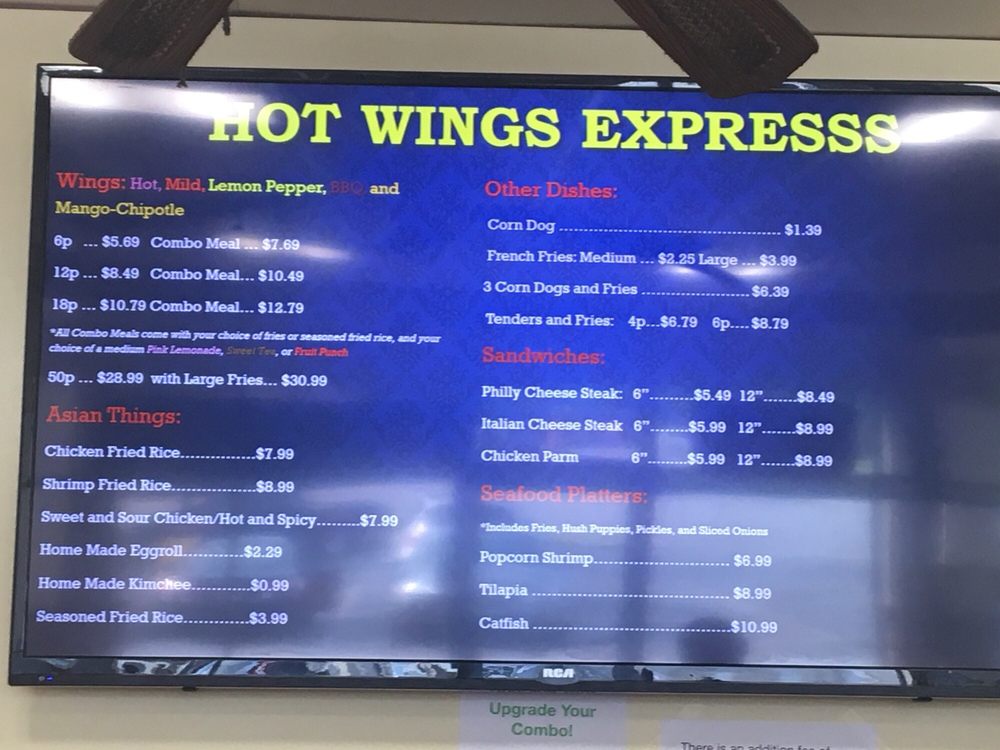 HOT WINGS EXPRESSS
Wings: Hot, Mild, Lemon Pepper, BBQ, and
Mango-Chipotle
6p ... $5.69 Combo Meal ... $7.69
12p ... $8.49 Combo Meal... $10.49
18p ... $10.79 Combo Meal... $12.79
*All Combo Meals come with your choice of fries or seasoned fried rice, and your
choice of a medium Pink Lemonade, Sweet Tea, or Fruit Punch
50p ... $28.99 with Large Fries... $30.99
Asian Things:
Chicken Fried Rice.................$7.99
Shrimp Fried Rice.................$8.99
Sweet and Sour Chicken/Hot and Spicy.........$7.99
Home Made Eggroll............$2.29
Home Made Kimchee............$0.99
Seasoned Fried Rice.............$3.99
Other Dishes:
Corn Dog ............................................. $1.39
French Fries: Medium ... $2.25 Large ... $3.99
3 Corn Dogs and Fries ...................... $6.39
Tenders and Fries: 4p...$6.79 6p....$8.79
Sandwiches:
Philly Cheese Steak: 6”.........$5.49 12”.......$8.49
Italian Cheese Steak 6”........$5.99 12”.......$8.99
Chicken Parm 6”........$5.99 12”.......$8.99
Seafood Platters:
*Includes Fries, Hush Puppies, Pickles, and Sliced Onions
Popcorn Shrimp........................... $6.99
Tilapia ........................................ $8.99
Catfish ........................................$10.99
RCA
Upgrade Your
Combo!
There is an addition fee of